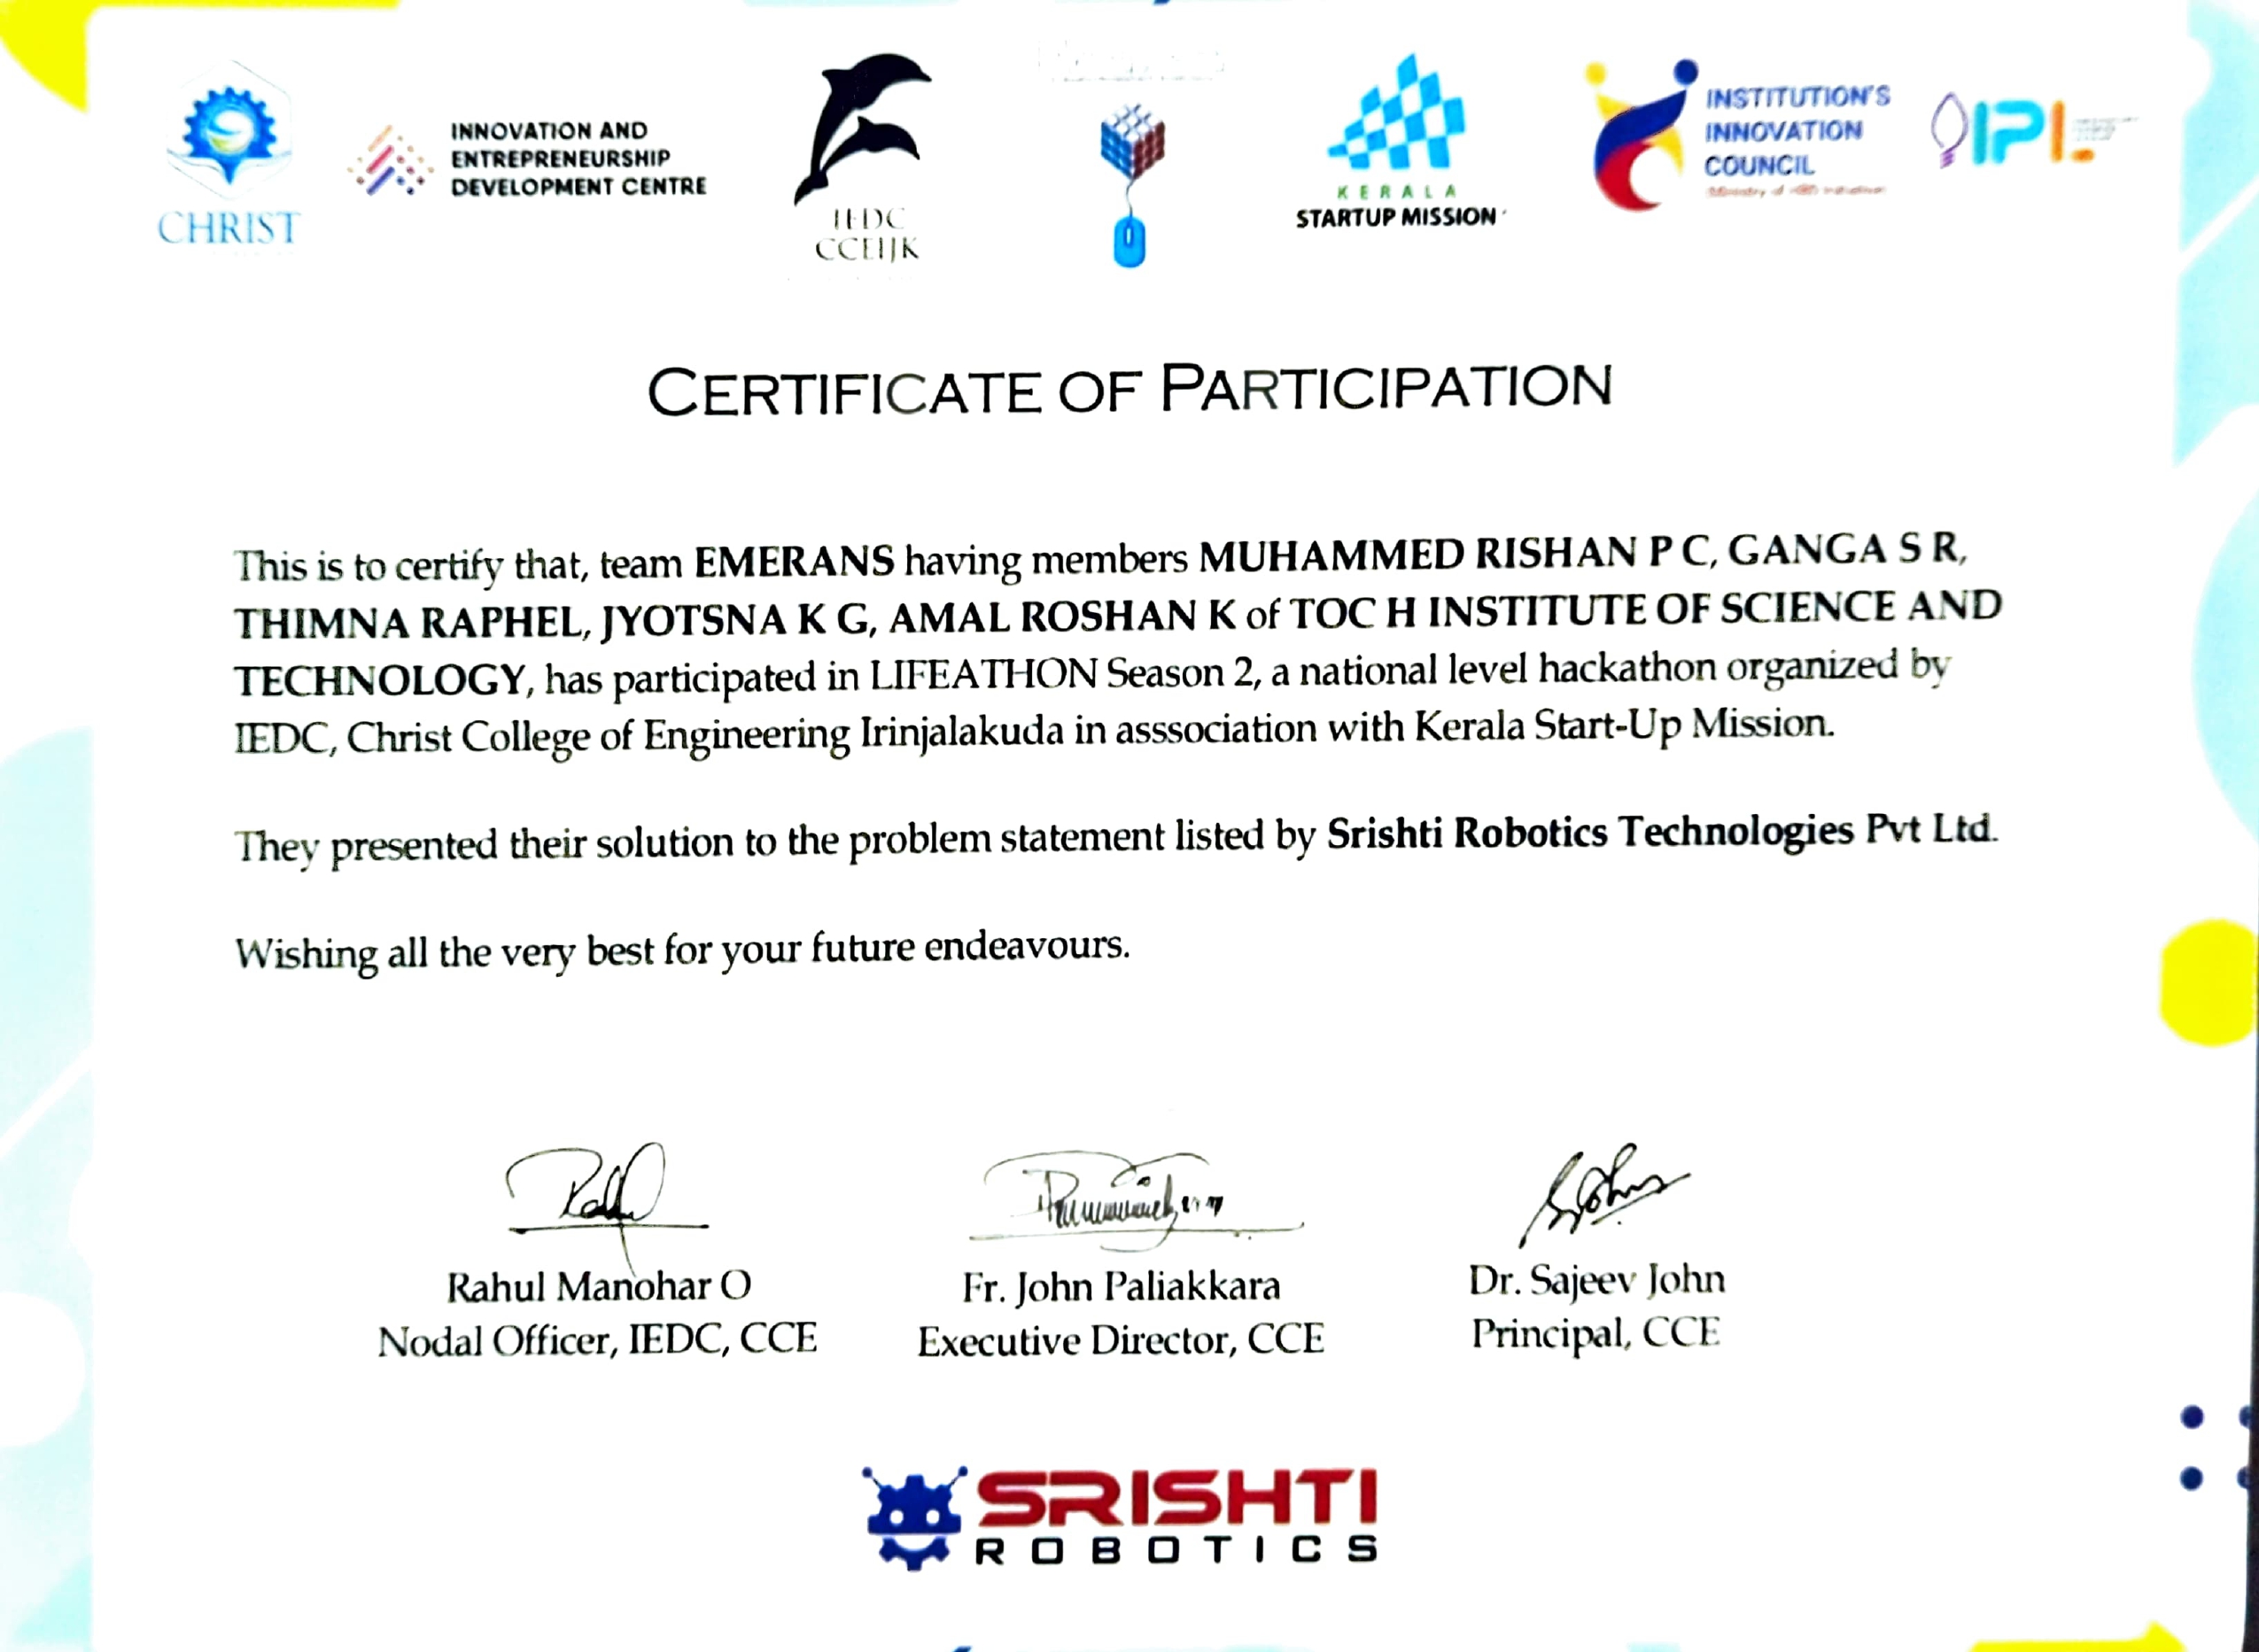 CHRIST
INNOVATION AND
ENTREPRENEURSHIP
DEVELOPMENT CENTRE
IEDC
CCEIJK
KERALA
STARTUP MISSION
INSTITUTION'S
INNOVATION
COUNCIL
Ministry of
IPL
CERTIFICATE OF PARTICIPATION
This is to certify that, team EMERANS having members MUHAMMED RISHAN P C, GANGA S R,
THIMNA RAPHEL, JYOTSNA K G, AMAL ROSHAN K of TOC H INSTITUTE OF SCIENCE AND
TECHNOLOGY, has participated in LIFEATHON Season 2, a national level hackathon organized by
IEDC, Christ College of Engineering Irinjalakuda in asssociation with Kerala Start-Up Mission.
They presented their solution to the problem statement listed by Srishti Robotics Technologies Pvt Ltd.
Wishing all the very best for your future endeavours.
Rahul Manohar O
Nodal Officer, IEDC, CCE
Fr. John Paliakkara
Executive Director, CCE
Dr. Sajeev John
Principal, CCE
SRISHTI
ROBOTICS